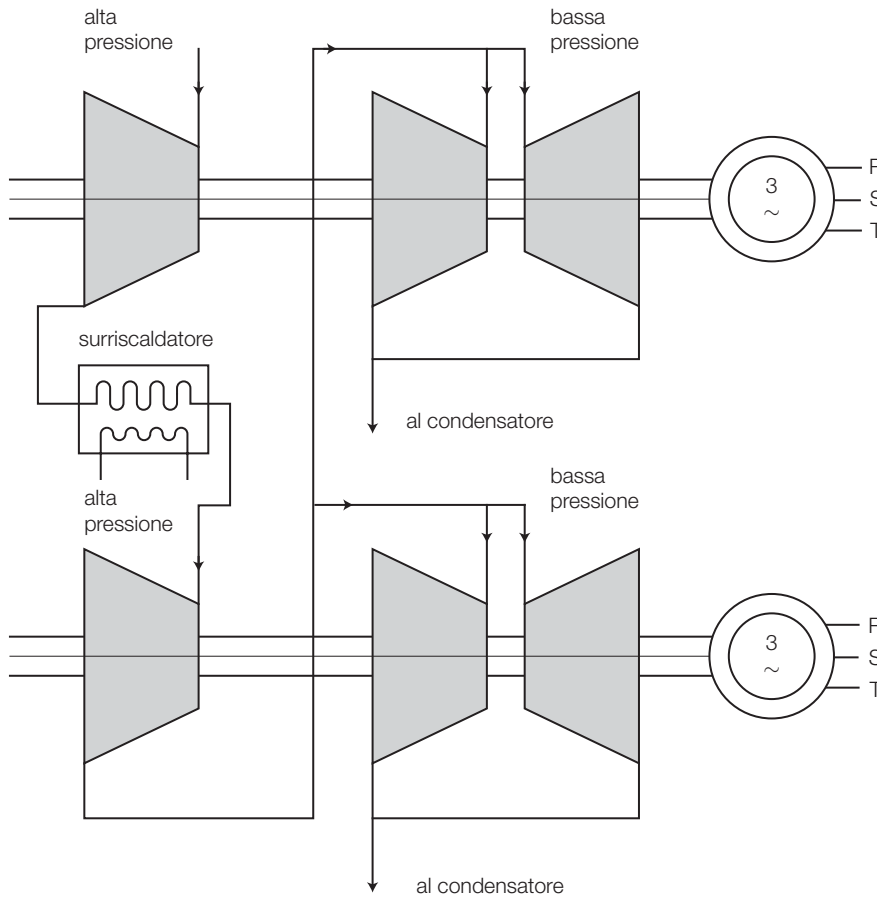 alta
pressione
bassa
pressione
3
~
S
surriscaldatore
al condensatore
alta
pressione
bassa
pressione
3
~
S
al condensatore